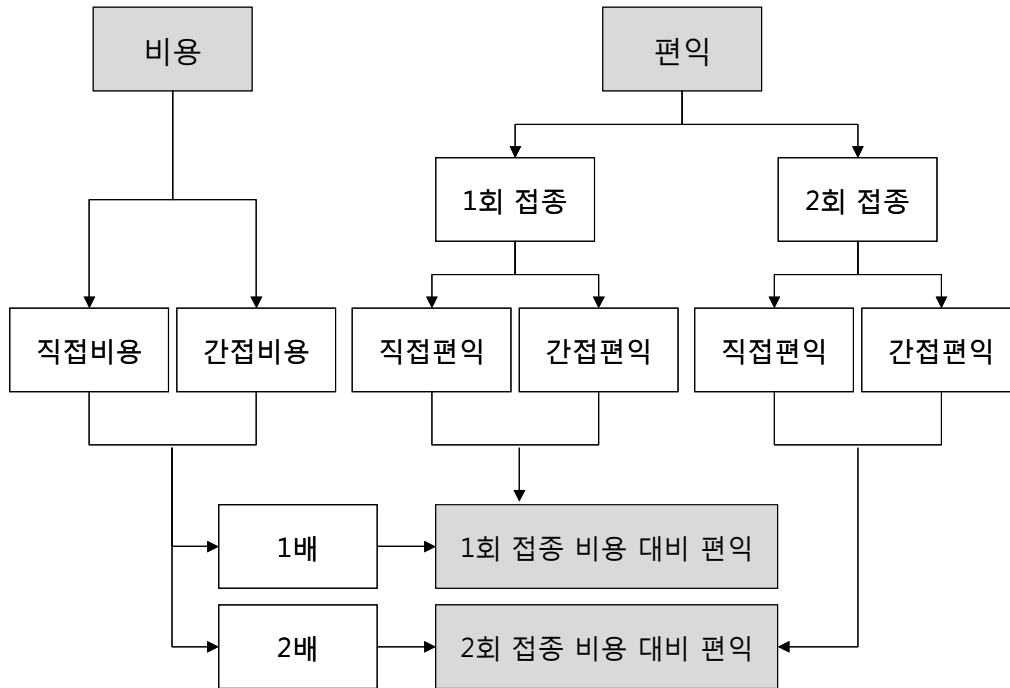 비용
편익
1회 접종
2회 접종
직접비용
간접비용
직접편익
간접편익
직접편익
간접편익
1배
1회 접종 비용 대비 편익
2배
2회 접종 비용 대비 편익